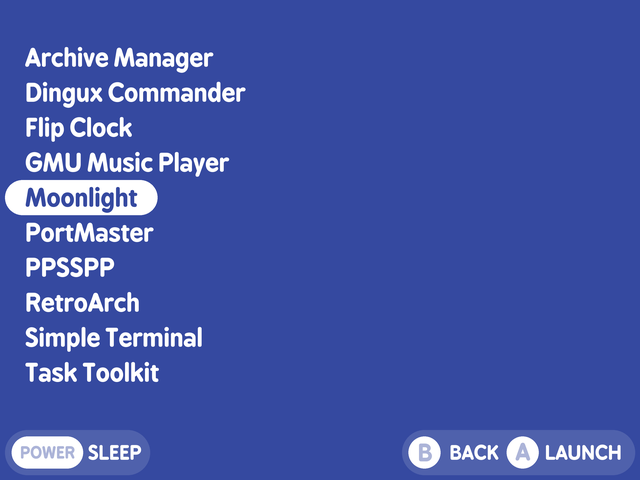 Archive Manager
Dingux Commander
Flip Clock
GMU Music Player
Moonlight
PortMaster
PPSSPP
RetroArch
Simple Terminal
Task Toolkit
POWER SLEEP B BACK A LAUNCH